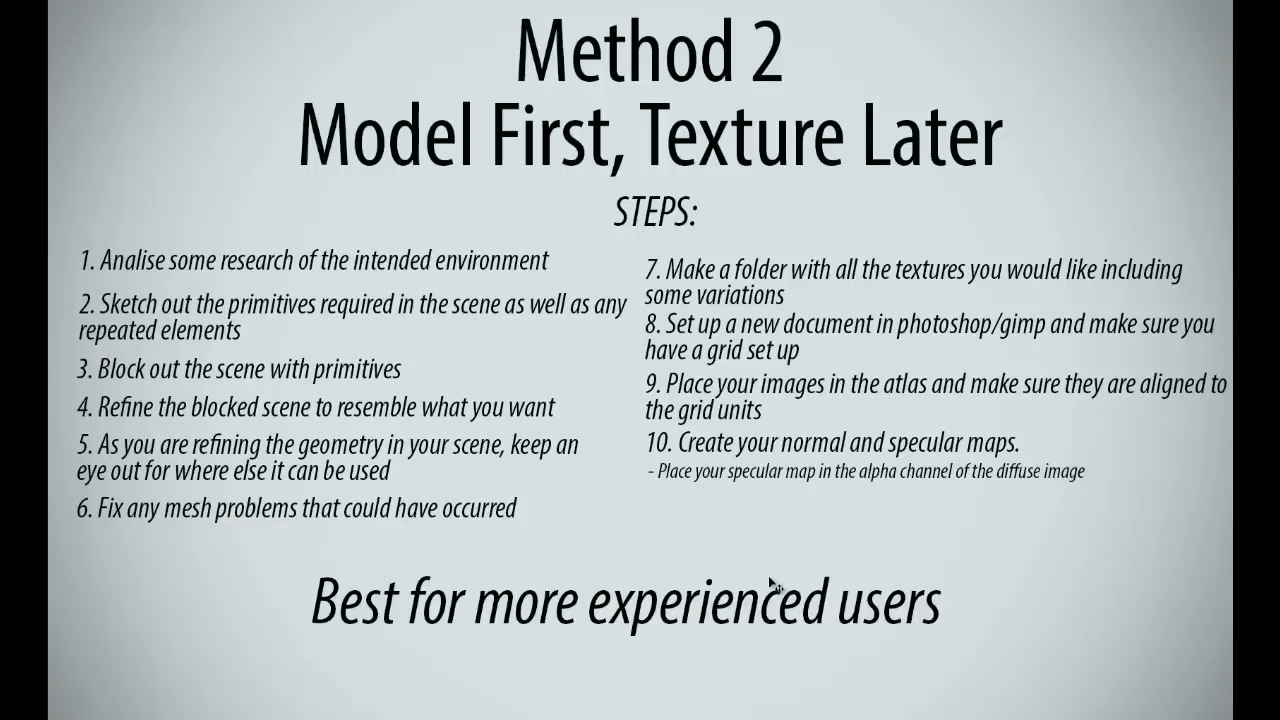 Method 2
Model First, Texture Later
STEPS:
1. Analise some research of the intended environment
2. Sketch out the primitives required in the scene as well as any
repeated elements
3. Block out the scene with primitives
4. Refine the blocked scene to resemble what you want
5. As you are refining the geometry in your scene, keep an
eye out for where else it can be used
6. Fix any mesh problems that could have occurred
7. Make a folder with all the textures you would like including
some variations
8. Set up a new document in photoshop/gimp and make sure you
have a grid set up
9. Place your images in the atlas and make sure they are aligned to
the grid units
10. Create your normal and specular maps.
- Place your specular map in the alpha channel of the diffuse image
Best for more experienced users